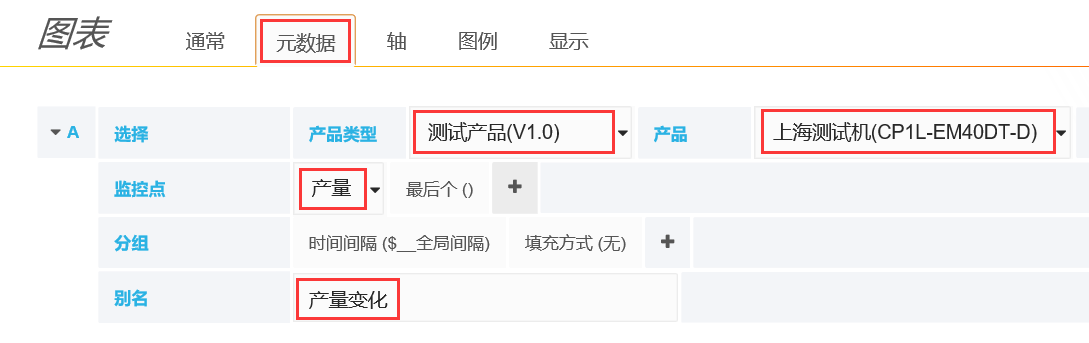 图表 通常 元数据 轴 图例 显示
A 选择 产品类型 测试产品(V1.0) 产品 上海测试机(CP1L-EM40DT-D)
监控点 产量 最后个 () +
分组 时间间隔 ($__全局间隔) 填充方式 (无) +
别名 产量变化